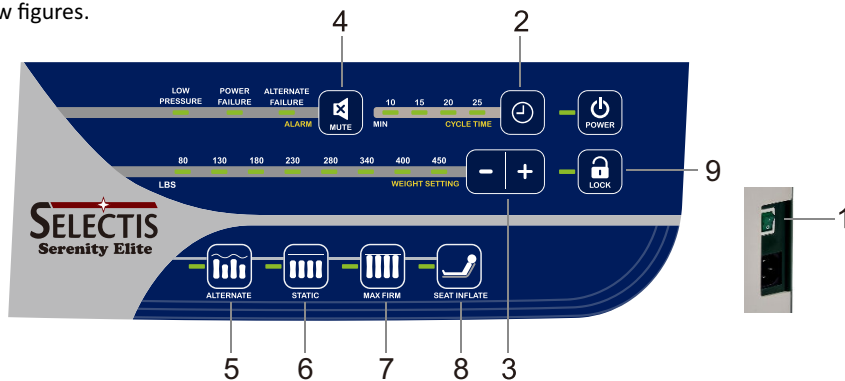 w figures.
4
2
LOW PRESSURE
POWER FAILURE
ALTERNATE FAILURE
ALARM
MUTE
10 15 20 25
MIN
CYCLE TIME
POWER
80 130 180 230 280 340 400 450
LBS
WEIGHT SETTING
- +
LOCK
9
1
SELECTIS
Serenity Elite
ALTERNATE
STATIC
MAX FIRM
SEAT INFLATE
5
6
7
8
3